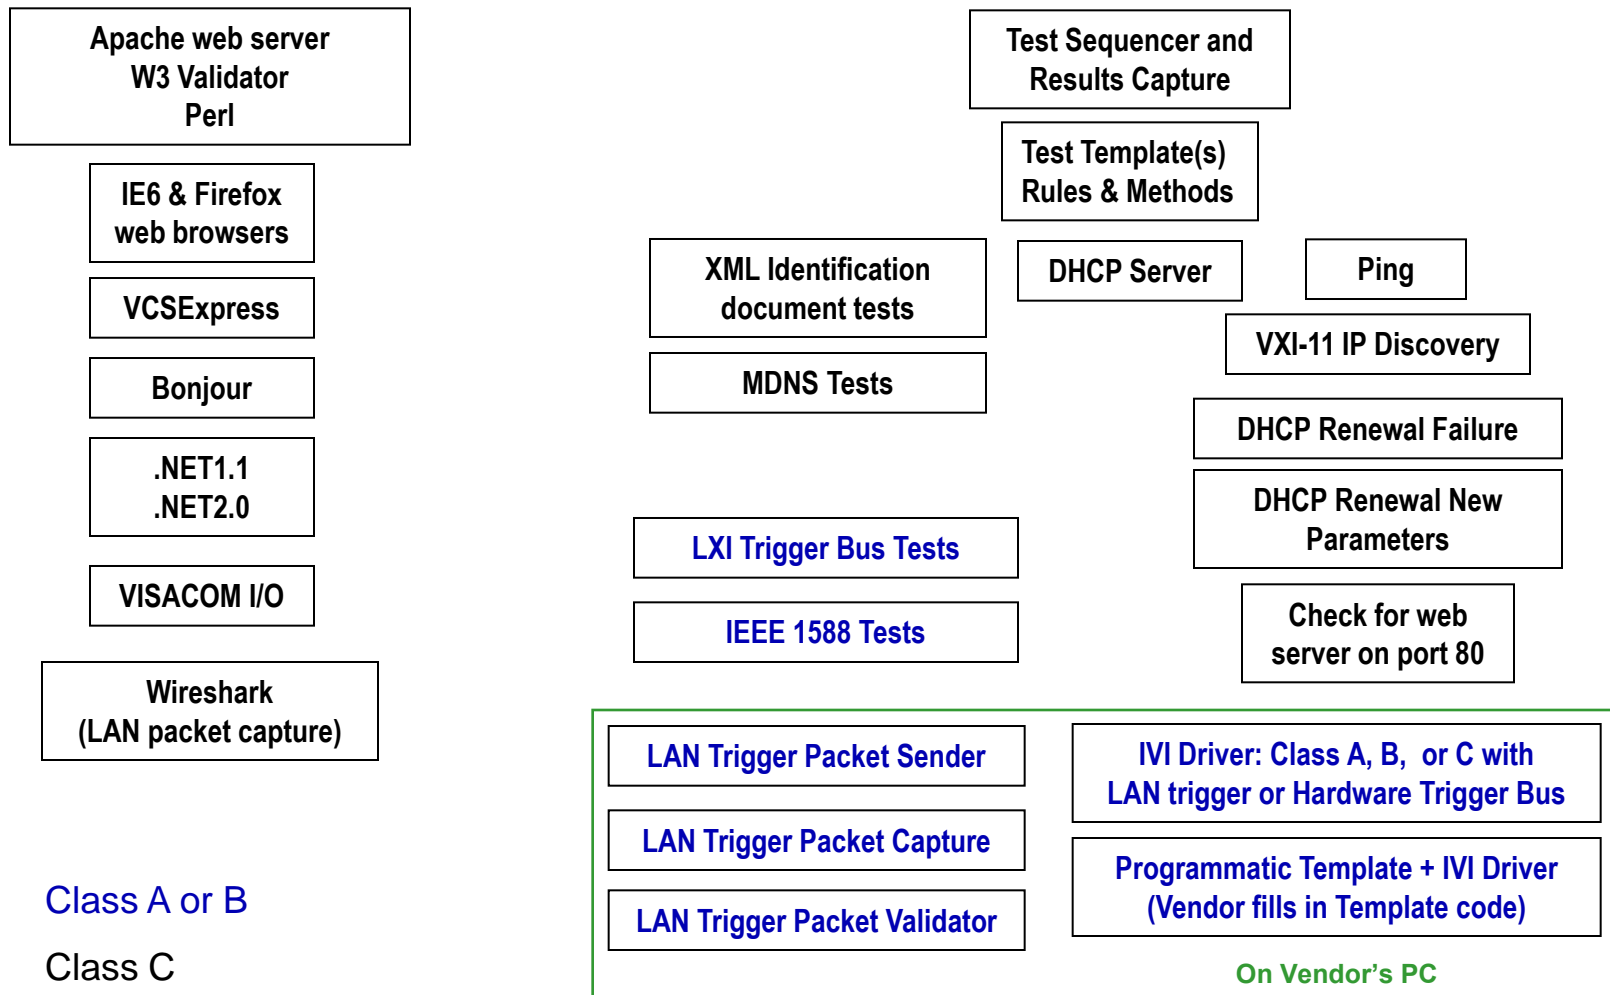 Apache web server
W3 Validator
Perl
IE6 & Firefox
web browsers
VCSExpress
Bonjour
.NET1.1
.NET2.0
VISACOM I/O
Wireshark
(LAN packet capture)
Class A or B
Class C
Test Sequencer and
Results Capture
Test Template(s)
Rules & Methods
XML Identification
document tests
DHCP Server
Ping
MDNS Tests
VXI-11 IP Discovery
DHCP Renewal Failure
DHCP Renewal New
Parameters
LXI Trigger Bus Tests
IEEE 1588 Tests
Check for web
server on port 80
LAN Trigger Packet Sender
LAN Trigger Packet Capture
LAN Trigger Packet Validator
IVI Driver: Class A, B, or C with
LAN trigger or Hardware Trigger Bus
Programmatic Template + IVI Driver
(Vendor fills in Template code)
On Vendor's PC